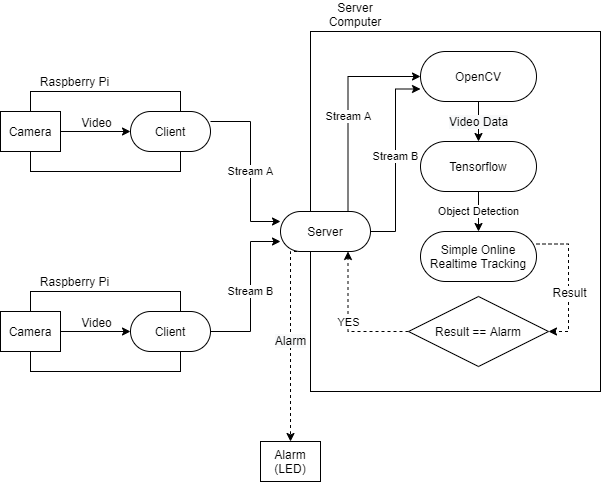 Server
Computer
Raspberry Pi
Camera
Video
Client
Stream A
Raspberry Pi
Camera
Video
Client
Stream B
Server
Stream A
Stream B
OpenCV
Video Data
Tensorflow
Object Detection
Simple Online
Realtime Tracking
Result
Result == Alarm
YES
Alarm
Alarm
(LED)